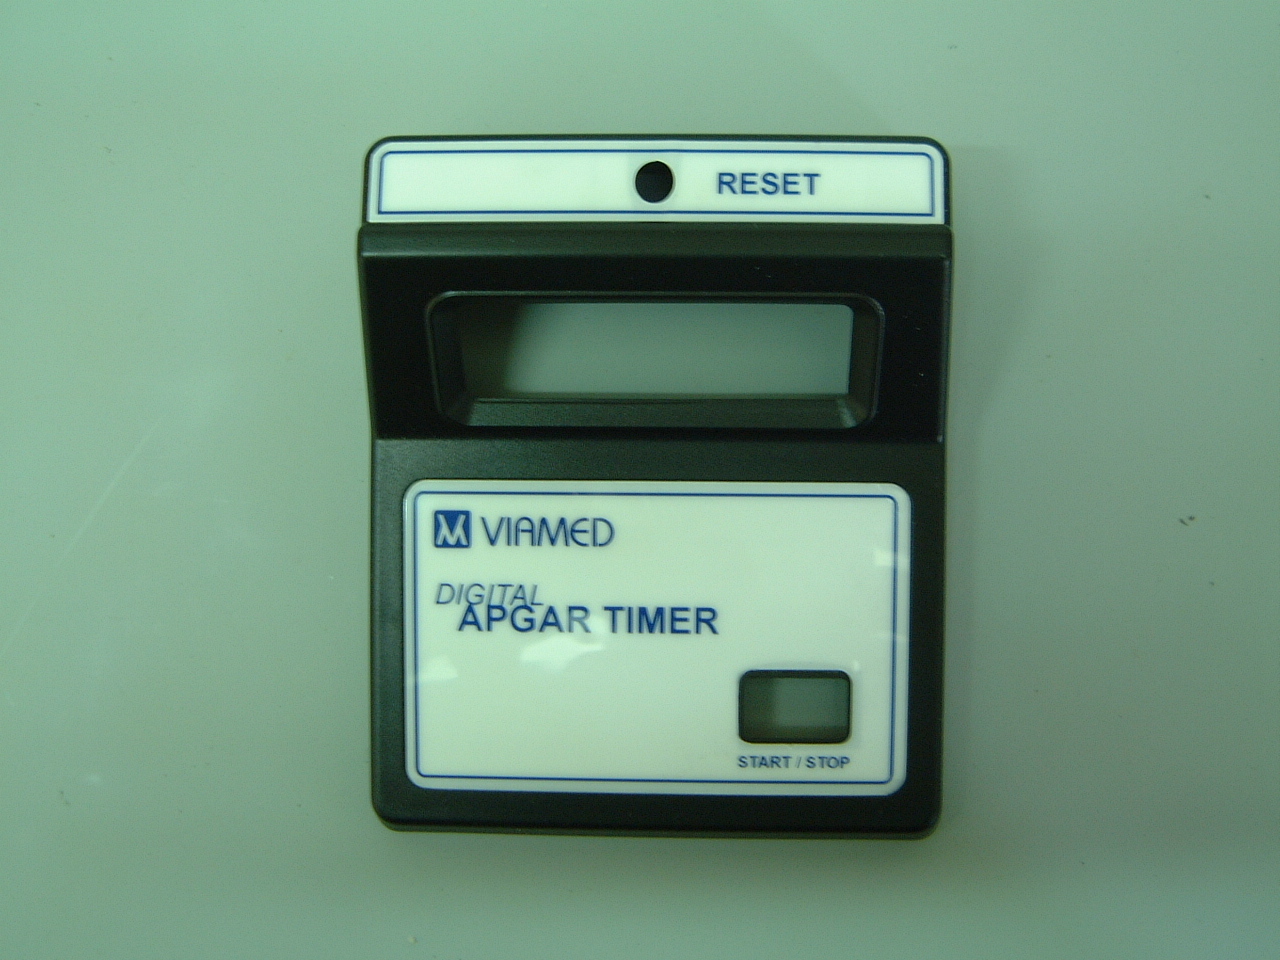 RESET
VIAMED
DIGITAL
APGAR TIMER
START / STOP